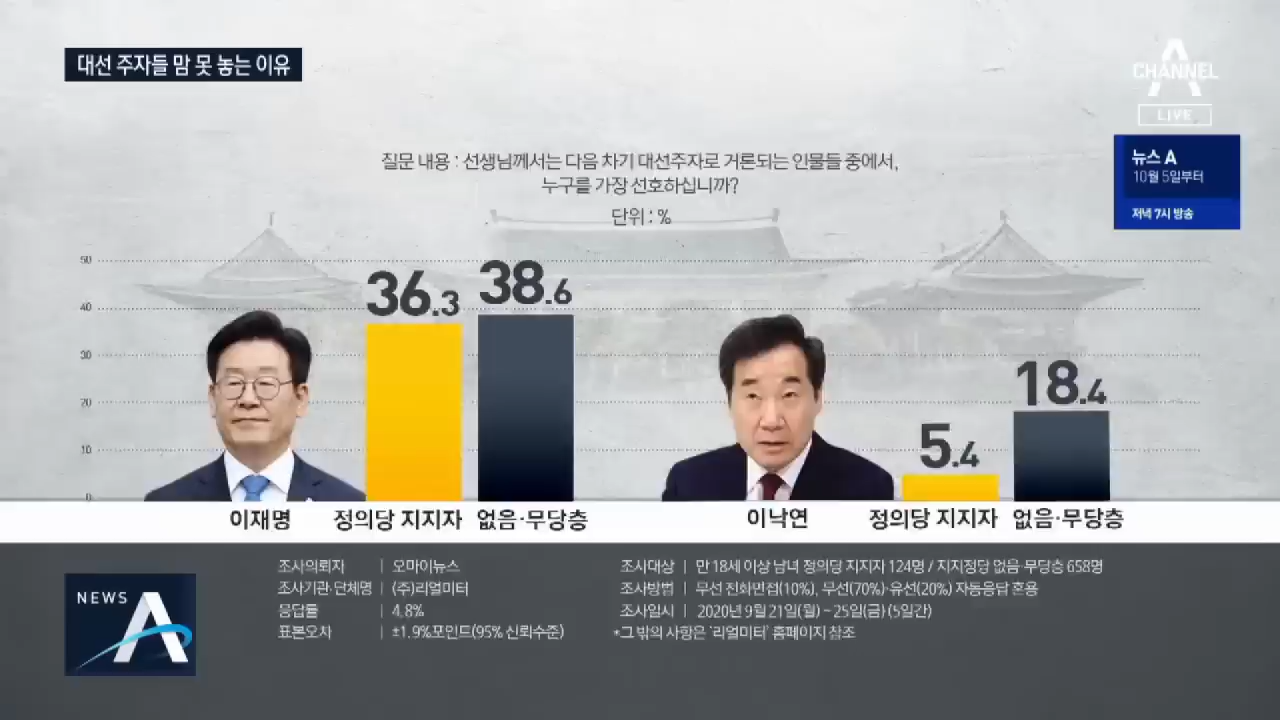 대선 주자들 맘 못 놓는 이유
CHANNEL A
LIVE
뉴스 A
10월 5일부터
저녁 7시 방송
질문 내용 : 선생님께서는 다음 차기 대선주자로 거론되는 인물들 중에서,
누구를 가장 선호하십니까?
단위 : %
50
40
30
20
10
0
36.3
38.6
5.4
18.4
이재명
정의당 지지자
없음·무당층
이낙연
정의당 지지자
없음·무당층
조사의뢰자 | 오마이뉴스
조사기관·단체명 | (주)리얼미터
응답률 | 4.8%
표본오차 | ±1.9%포인트(95% 신뢰수준)
조사대상 | 만 18세 이상 남녀 정의당 지지자 124명 / 지지정당 없음·무당층 658명
조사방법 | 무선 전화면접(10%), 무선(70%)·유선(20%) 자동응답 혼용
조사일시 | 2020년 9월 21일(월) ~ 25일(금) (5일간)
*그 밖의 사항은 '리얼미터' 홈페이지 참조
NEWS A